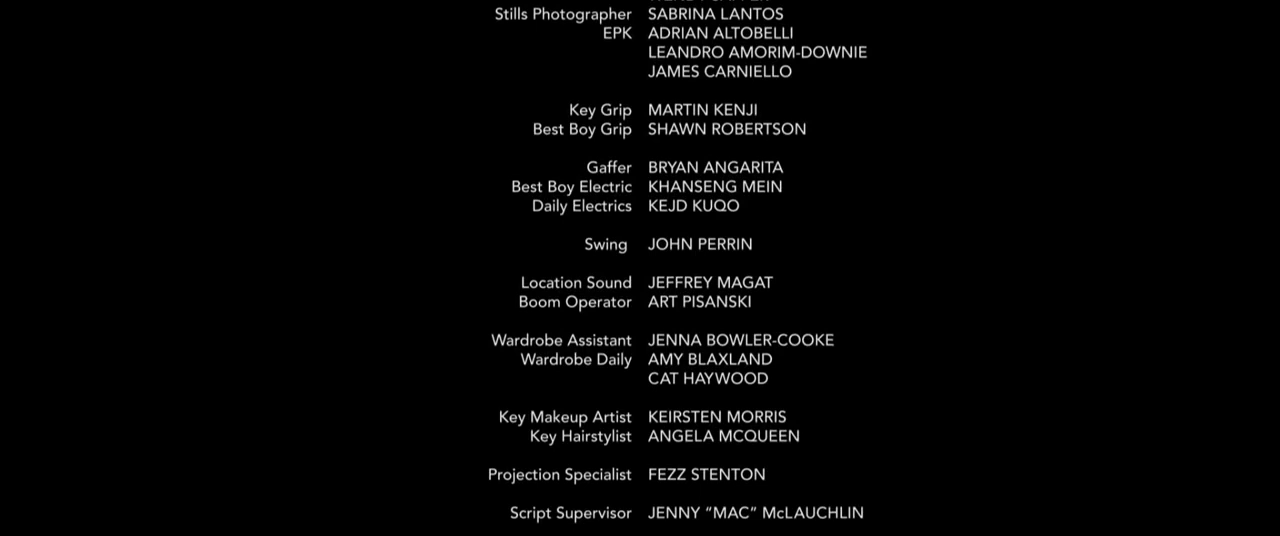 Stills Photographer SABRINA LANTOS
EPK ADRIAN ALTOBELLI
LEANDRO AMORIM-DOWNIE
JAMES CARNIELLO
Key Grip MARTIN KENJI
Best Boy Grip SHAWN ROBERTSON
Gaffer BRYAN ANGARITA
Best Boy Electric KHANSENG MEIN
Daily Electrics KEJD KUQO
Swing JOHN PERRIN
Location Sound JEFFREY MAGAT
Boom Operator ART PISANSKI
Wardrobe Assistant JENNA BOWLER-COOKE
Wardrobe Daily AMY BLAXLAND
CAT HAYWOOD
Key Makeup Artist KEIRSTEN MORRIS
Key Hairstylist ANGELA MCQUEEN
Projection Specialist FEZZ STENTON
Script Supervisor JENNY “MAC” McLAUCHLIN